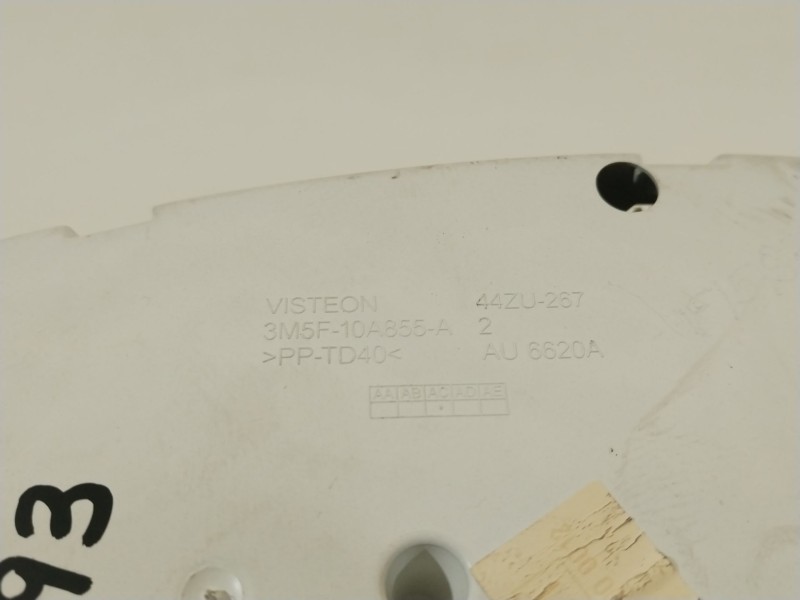 VISTEON 44ZU-267
3M5F-10A855-A 2
>PP-TD40< AU 6620A
AA AB AC AD AE
93